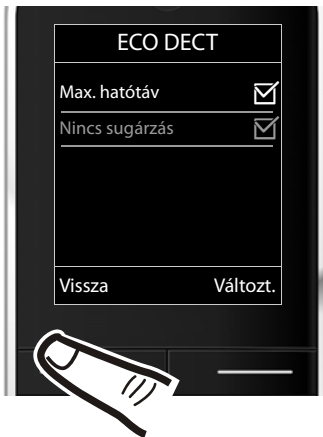 ECO DECT
Max. hatótáv
Nincs sugárzás
Vissza Változt.